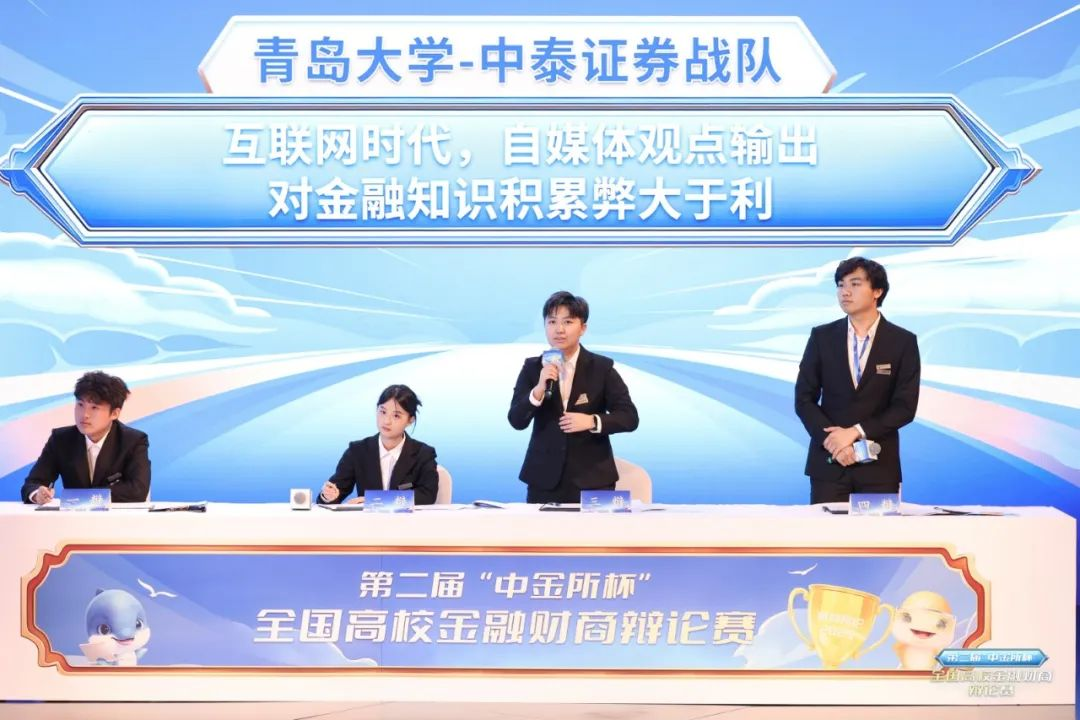 青岛大学-中泰证券战队
互联网时代，自媒体观点输出
对金融知识积累弊大于利
一辩
二辩
三辩
四辩
第二届“中金所杯”
全国高校金融财商辩论赛
第二届“中金所杯”
全国高校金融财商
辩论赛